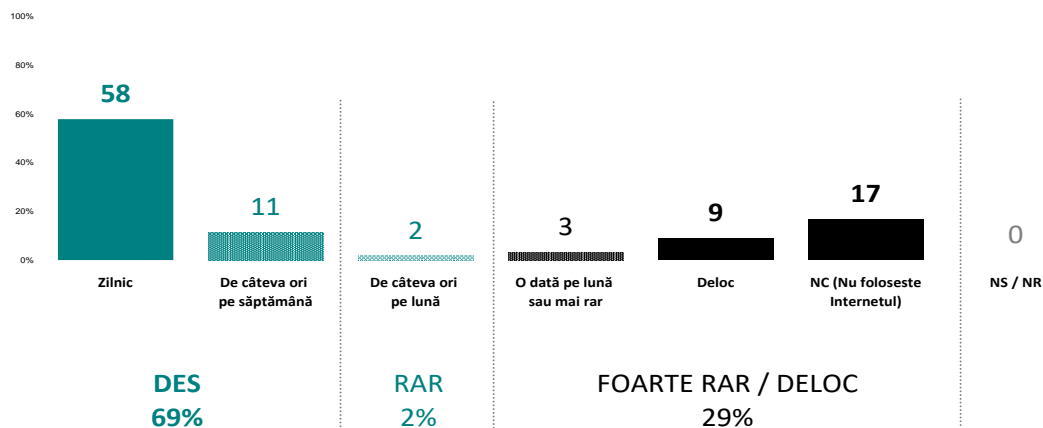 100%
80%
60%
40%
20%
0%
58
11
2
3
9
17
0
Zilnic
De câteva ori
pe săptămână
De câteva ori
pe lună
O dată pe lună
sau mai rar
Deloc
NC (Nu foloseste
Internetul)
NS / NR
DES
69%
RAR
2%
FOARTE RAR / DELOC
29%